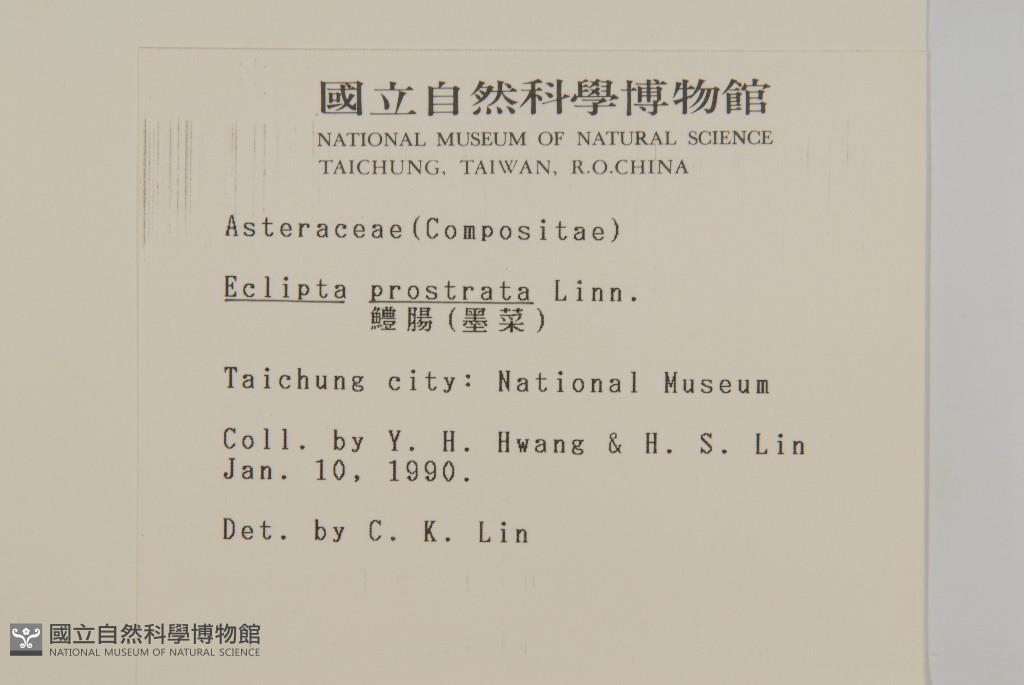 國立自然科學博物館
NATIONAL MUSEUM OF NATURAL SCIENCE
TAICHUNG, TAIWAN, R.O.CHINA
Asteraceae(Compositae)
Eclipta prostrata Linn.
鱧腸(墨菜)
Taichung city: National Museum
Coll. by Y. H. Hwang & H. S. Lin
Jan. 10, 1990.
Det. by C. K. Lin
國立自然科學博物館
NATIONAL MUSEUM OF NATURAL SCIENCE